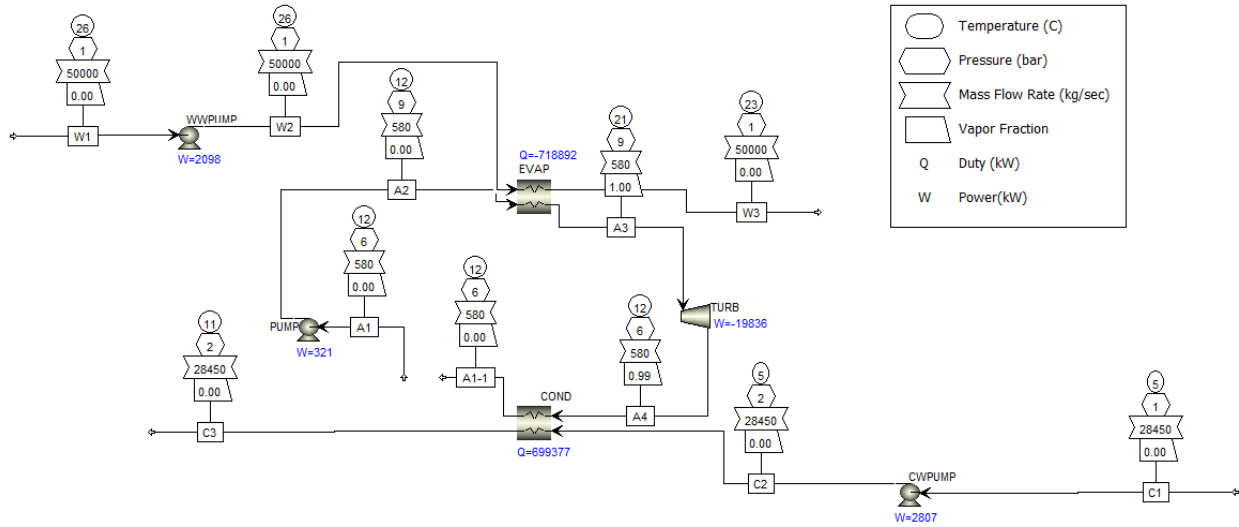 26
1
50000
0.00
W1
WWPUMP
W=2098
26
1
50000
0.00
W2
12
9
580
0.00
A2
Q=-718892
EVAP
21
9
580
1.00
A3
23
1
50000
0.00
W3
Temperature (C)
Pressure (bar)
Mass Flow Rate (kg/sec)
Vapor Fraction
Q Duty (kW)
W Power(kW)
12
6
580
0.00
A1
PUMP
W=321
TURB
W=-19836
11
2
28450
0.00
C3
12
6
580
0.00
A1-1
COND
Q=699377
12
6
580
0.99
A4
5
2
28450
0.00
C2
CWPUMP
W=2807
5
1
28450
0.00
C1